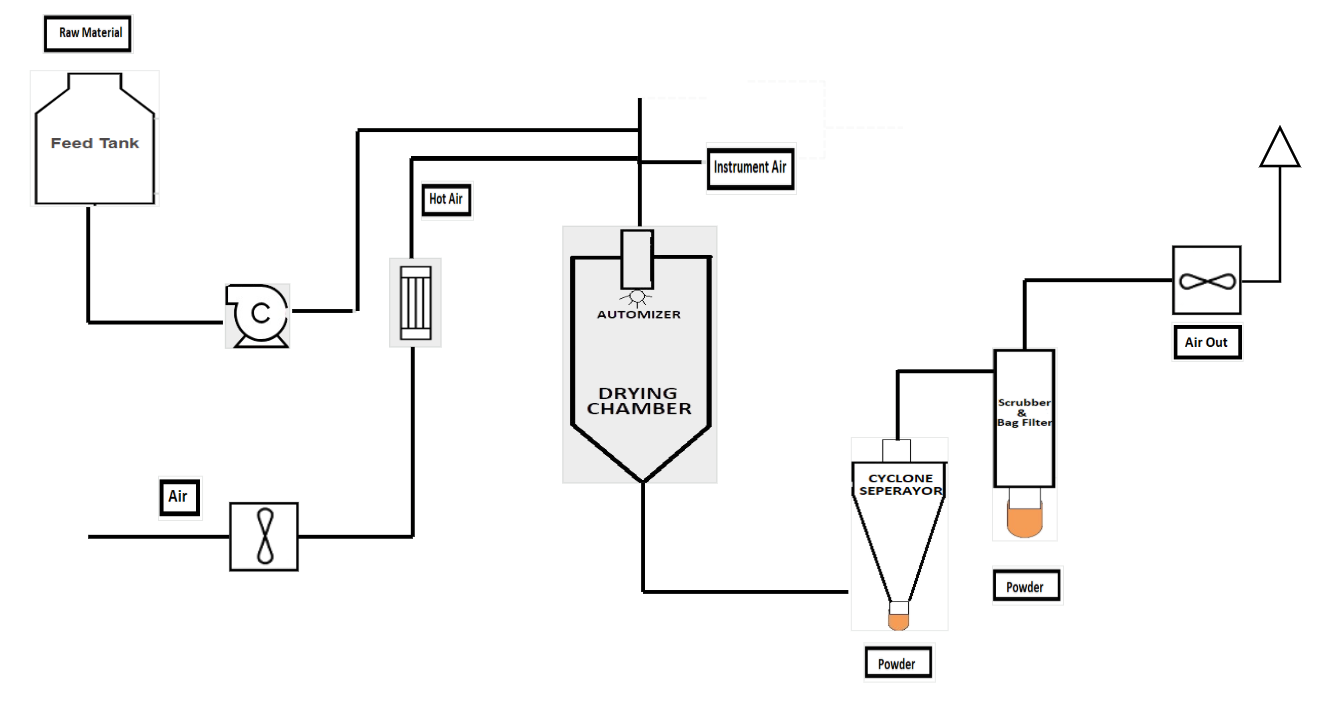 Raw Material
Feed Tank
Instrument Air
Hot Air
C
AUTOMIZER
Air Out
DRYING
CHAMBER
Scrubber
&
Bag Filter
CYCLONE
SEPERAYOR
Air
Powder
Powder